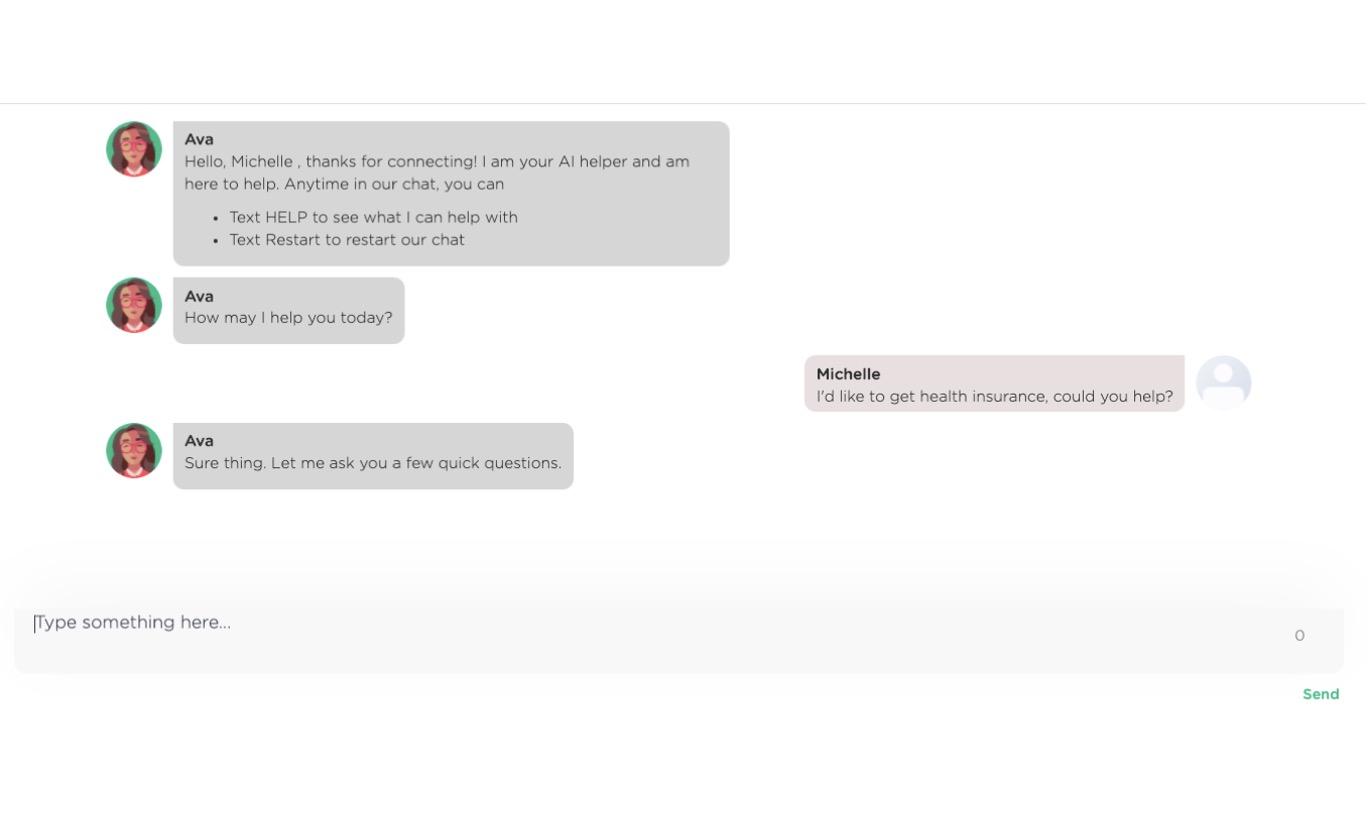 Ava
Hello, Michelle , thanks for connecting! I am your AI helper and am
here to help. Anytime in our chat, you can
• Text HELP to see what I can help with
• Text Restart to restart our chat
Ava
How may I help you today?
Michelle
I'd like to get health insurance, could you help?
Ava
Sure thing. Let me ask you a few quick questions.
Type something here...
0
Send